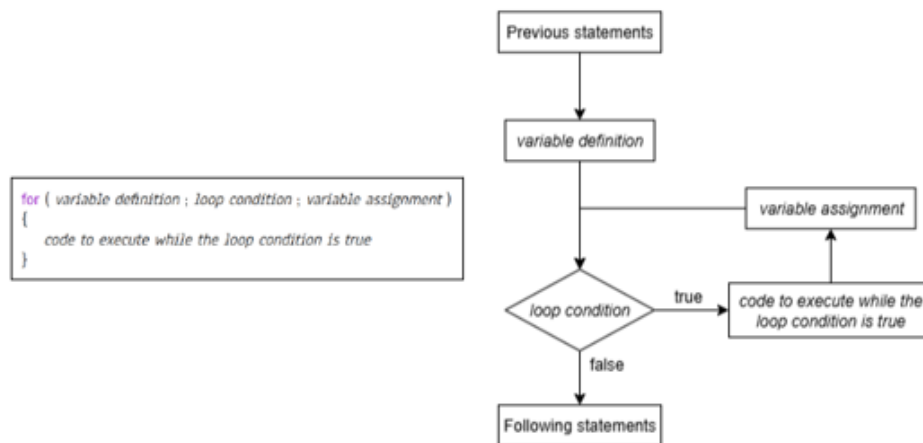 for ( variable definition ; loop condition ; variable assignment )
{
code to execute while the loop condition is true
}
Previous statements
variable definition
variable assignment
loop condition
true
code to execute while the
loop condition is true
false
Following statements